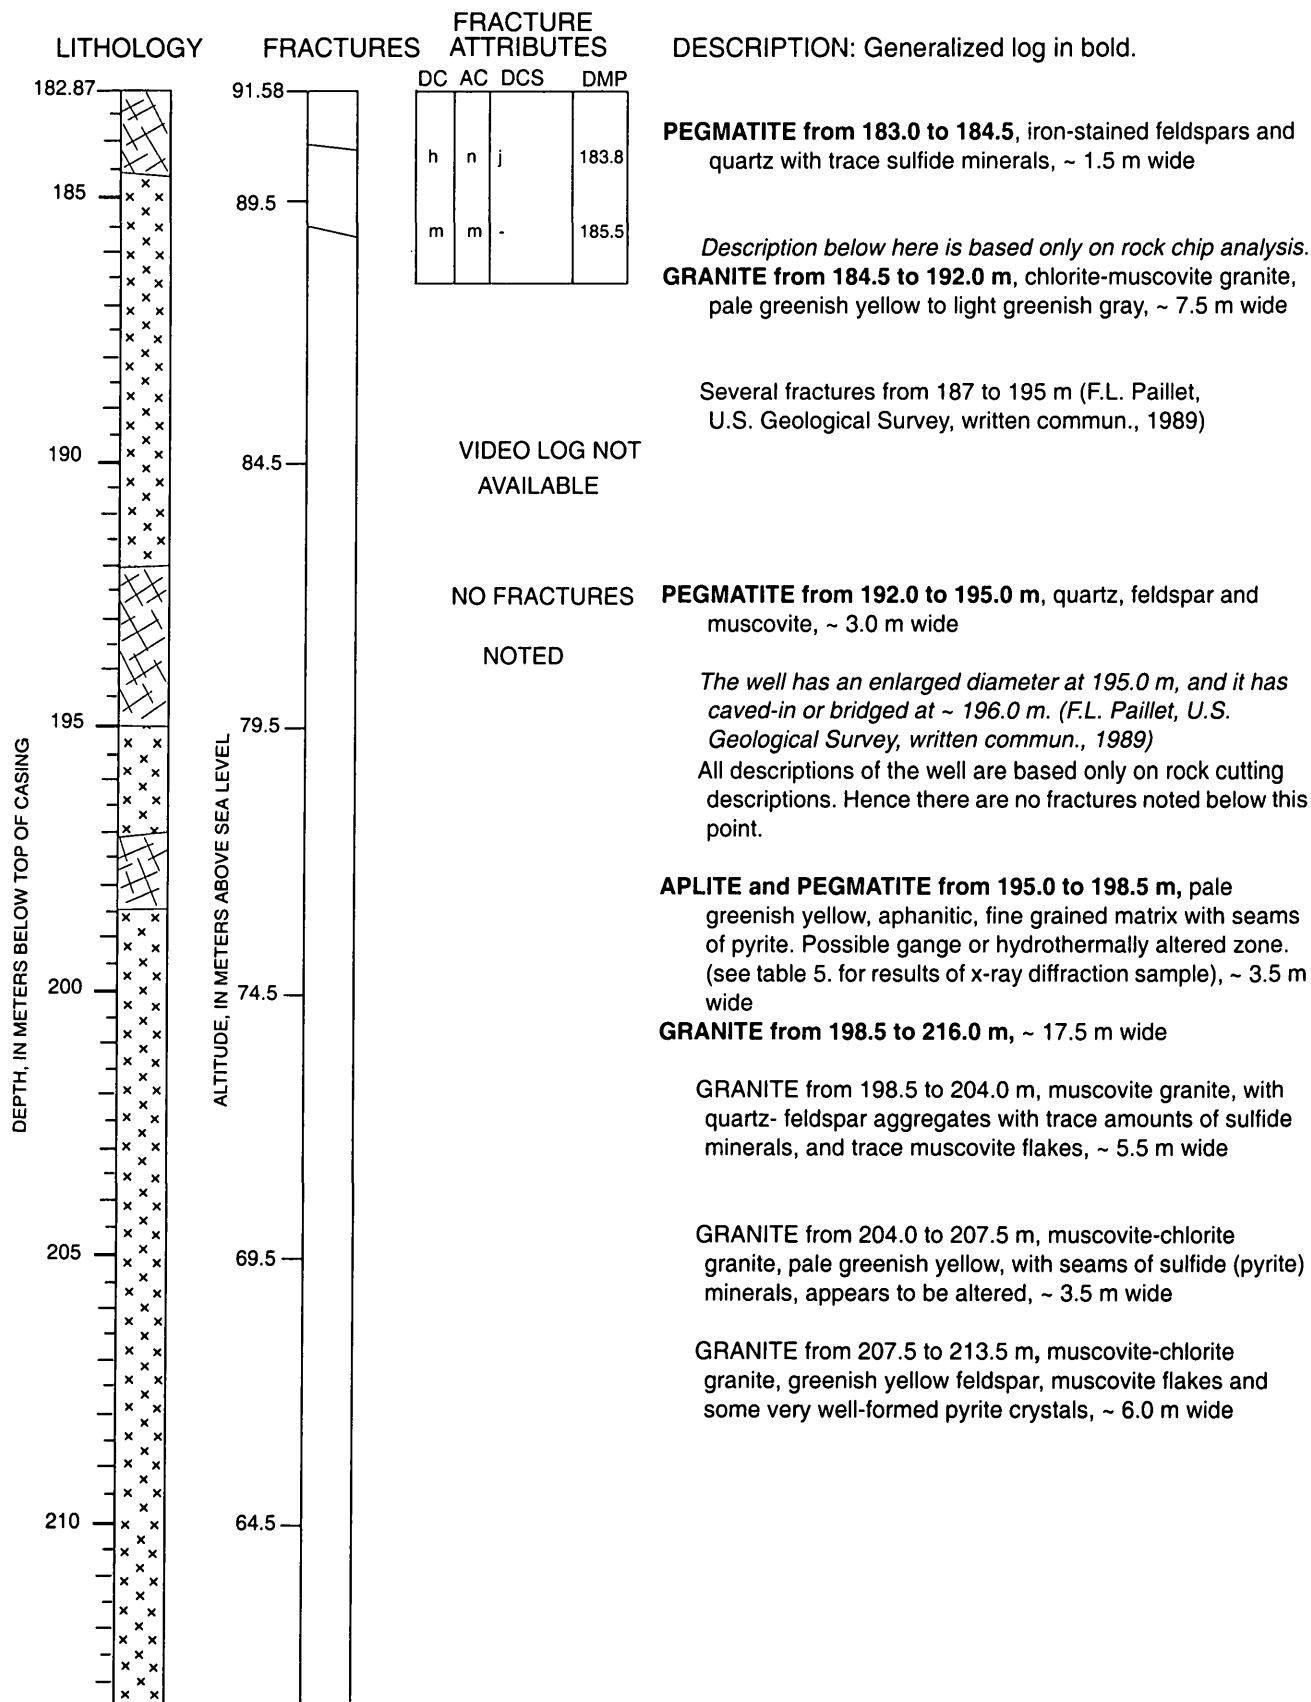 LITHOLOGY FRACTURES FRACTURE ATTRIBUTES DESCRIPTION: Generalized log in bold.
DC AC DCS DMP
182.87 91.58
PEGMATITE from 183.0 to 184.5, iron-stained feldspars and
quartz with trace sulfide minerals, ~ 1.5 m wide
h n j 183.8
185 89.5
m m - 185.5
Description below here is based only on rock chip analysis.
GRANITE from 184.5 to 192.0 m, chlorite-muscovite granite,
pale greenish yellow to light greenish gray, ~ 7.5 m wide
Several fractures from 187 to 195 m (F.L. Paillet,
U.S. Geological Survey, written commun., 1989)
190 84.5
VIDEO LOG NOT
AVAILABLE
NO FRACTURES
NOTED
PEGMATITE from 192.0 to 195.0 m, quartz, feldspar and
muscovite, ~ 3.0 m wide
The well has an enlarged diameter at 195.0 m, and it has
caved-in or bridged at ~ 196.0 m. (F.L. Paillet, U.S.
Geological Survey, written commun., 1989)
195 79.5
All descriptions of the well are based only on rock cutting
descriptions. Hence there are no fractures noted below this
point.
DEPTH, IN METERS BELOW TOP OF CASING
ALTITUDE, IN METERS ABOVE SEA LEVEL
APLITE and PEGMATITE from 195.0 to 198.5 m, pale
greenish yellow, aphanitic, fine grained matrix with seams
of pyrite. Possible gange or hydrothermally altered zone.
(see table 5. for results of x-ray diffraction sample), ~ 3.5 m
wide
200 74.5
GRANITE from 198.5 to 216.0 m, ~ 17.5 m wide
GRANITE from 198.5 to 204.0 m, muscovite granite, with
quartz- feldspar aggregates with trace amounts of sulfide
minerals, and trace muscovite flakes, ~ 5.5 m wide
205 69.5
GRANITE from 204.0 to 207.5 m, muscovite-chlorite
granite, pale greenish yellow, with seams of sulfide (pyrite)
minerals, appears to be altered, ~ 3.5 m wide
GRANITE from 207.5 to 213.5 m, muscovite-chlorite
granite, greenish yellow feldspar, muscovite flakes and
some very well-formed pyrite crystals, ~ 6.0 m wide
210 64.5